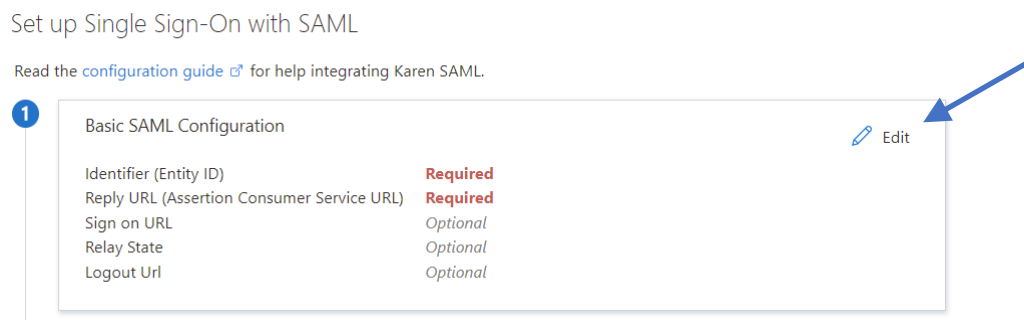 Set up Single Sign-On with SAML
Read the configuration guide for help integrating Karen SAML.
1
Basic SAML Configuration
Edit
Identifier (Entity ID) Required
Reply URL (Assertion Consumer Service URL) Required
Sign on URL Optional
Relay State Optional
Logout Url Optional